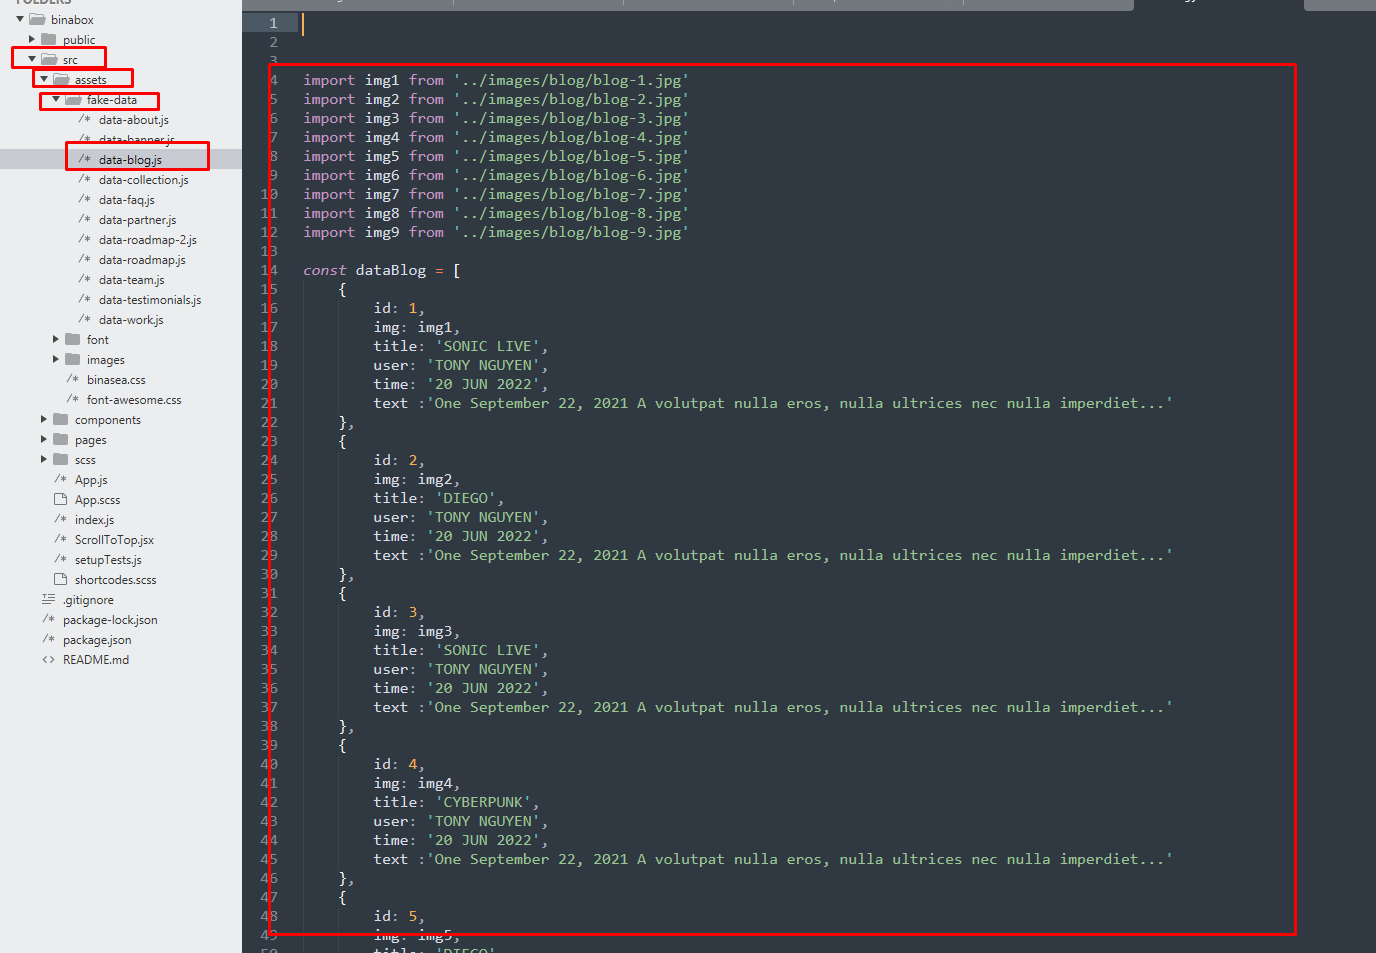 FOLDERS
binabox
public
src
assets
fake-data
/* data-about.js
/* data-banner.js
/* data-blog.js
/* data-collection.js
/* data-faq.js
/* data-partner.js
/* data-roadmap-2.js
/* data-roadmap.js
/* data-team.js
/* data-testimonials.js
/* data-work.js
font
images
/* binasea.css
/* font-awesome.css
components
pages
scss
/* App.js
App.scss
/* index.js
/* ScrollToTop.jsx
/* setupTests.js
shortcodes.scss
.gitignore
/* package-lock.json
/* package.json
<> README.md
1
2
3
4 import img1 from '../images/blog/blog-1.jpg'
5 import img2 from '../images/blog/blog-2.jpg'
6 import img3 from '../images/blog/blog-3.jpg'
7 import img4 from '../images/blog/blog-4.jpg'
8 import img5 from '../images/blog/blog-5.jpg'
9 import img6 from '../images/blog/blog-6.jpg'
10 import img7 from '../images/blog/blog-7.jpg'
11 import img8 from '../images/blog/blog-8.jpg'
12 import img9 from '../images/blog/blog-9.jpg'
13
14 const dataBlog = [
15 {
16 id: 1,
17 img: img1,
18 title: 'SONIC LIVE',
19 user: 'TONY NGUYEN',
20 time: '20 JUN 2022',
21 text :'One September 22, 2021 A volutpat nulla eros, nulla ultrices nec nulla imperdiet...'
22 },
23 {
24 id: 2,
25 img: img2,
26 title: 'DIEGO',
27 user: 'TONY NGUYEN',
28 time: '20 JUN 2022',
29 text :'One September 22, 2021 A volutpat nulla eros, nulla ultrices nec nulla imperdiet...'
30 },
31 {
32 id: 3,
33 img: img3,
34 title: 'SONIC LIVE',
35 user: 'TONY NGUYEN',
36 time: '20 JUN 2022',
37 text :'One September 22, 2021 A volutpat nulla eros, nulla ultrices nec nulla imperdiet...'
38 },
39 {
40 id: 4,
41 img: img4,
42 title: 'CYBERPUNK',
43 user: 'TONY NGUYEN',
44 time: '20 JUN 2022',
45 text :'One September 22, 2021 A volutpat nulla eros, nulla ultrices nec nulla imperdiet...'
46 },
47 {
48 id: 5,
49 img: img5,
50 title: 'DIEGO',